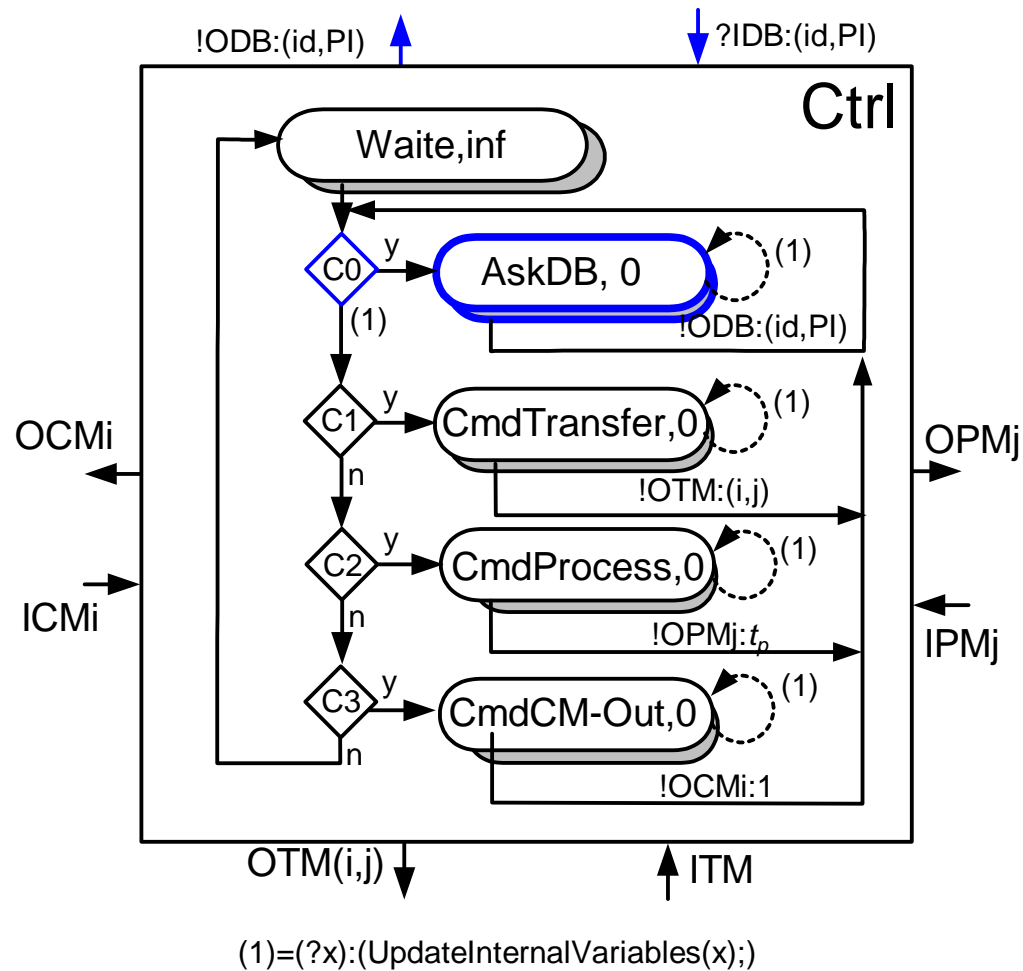 !ODB:(id,PI)
?IDB:(id,PI)
Ctrl
Waite,inf
C0
y
AskDB, 0
(1)
(1)
!ODB:(id,PI)
C1
y
CmdTransfer,0
(1)
OCMi
OPMj
n
!OTM:(i,j)
C2
y
CmdProcess,0
(1)
ICMi
IPMj
n
!OPMj:tp
C3
y
CmdCM-Out,0
(1)
n
!OCMi:1
OTM(i,j)
ITM
(1)=(?x):(UpdateInternalVariables(x);)